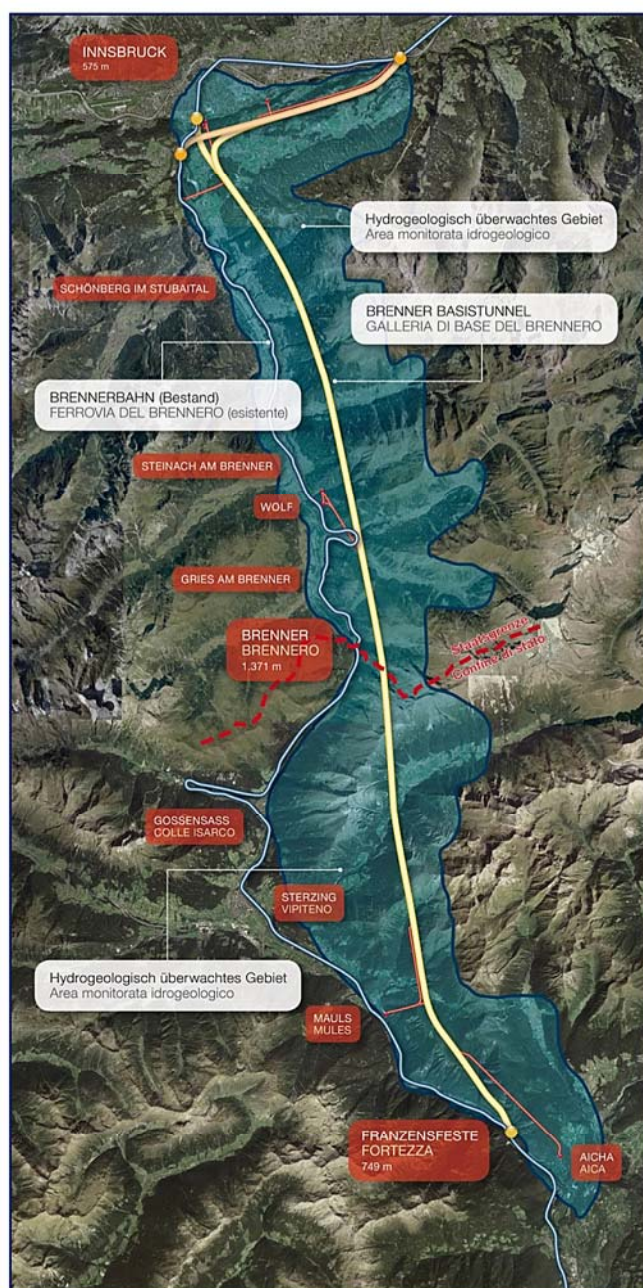 INNSBRUCK
575 m
Hydrogeologisch überwachtes Gebiet
Area monitorata idrogeologico
SCHÖNBERG IM STUBAITAL
BRENNER BASISTUNNEL
GALLERIA DI BASE DEL BRENNERO
BRENNERBAHN (Bestand)
FERROVIA DEL BRENNERO (esistente)
STEINACH AM BRENNER
WOLF
GRIES AM BRENNER
BRENNER
BRENNERO
1,371 m
Staatsgrenze
Confine di stato
GOSSENSASS
COLLE ISARCO
STERZING
VIPITENO
Hydrogeologisch überwachtes Gebiet
Area monitorata idrogeologico
MAULS
MULES
FRANZENSFESTE
FORTEZZA
749 m
AICHA
AICA